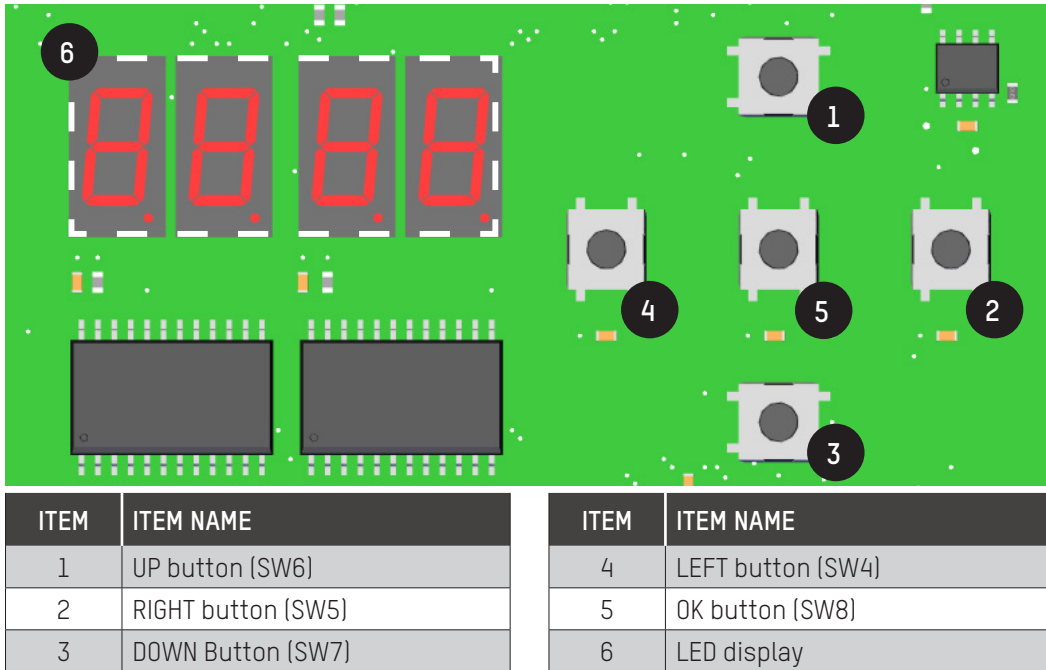 6
1
4
5
2
3
ITEM ITEM NAME
1 UP button (SW6)
2 RIGHT button (SW5)
3 DOWN Button (SW7)
ITEM ITEM NAME
4 LEFT button (SW4)
5 OK button (SW8)
6 LED display